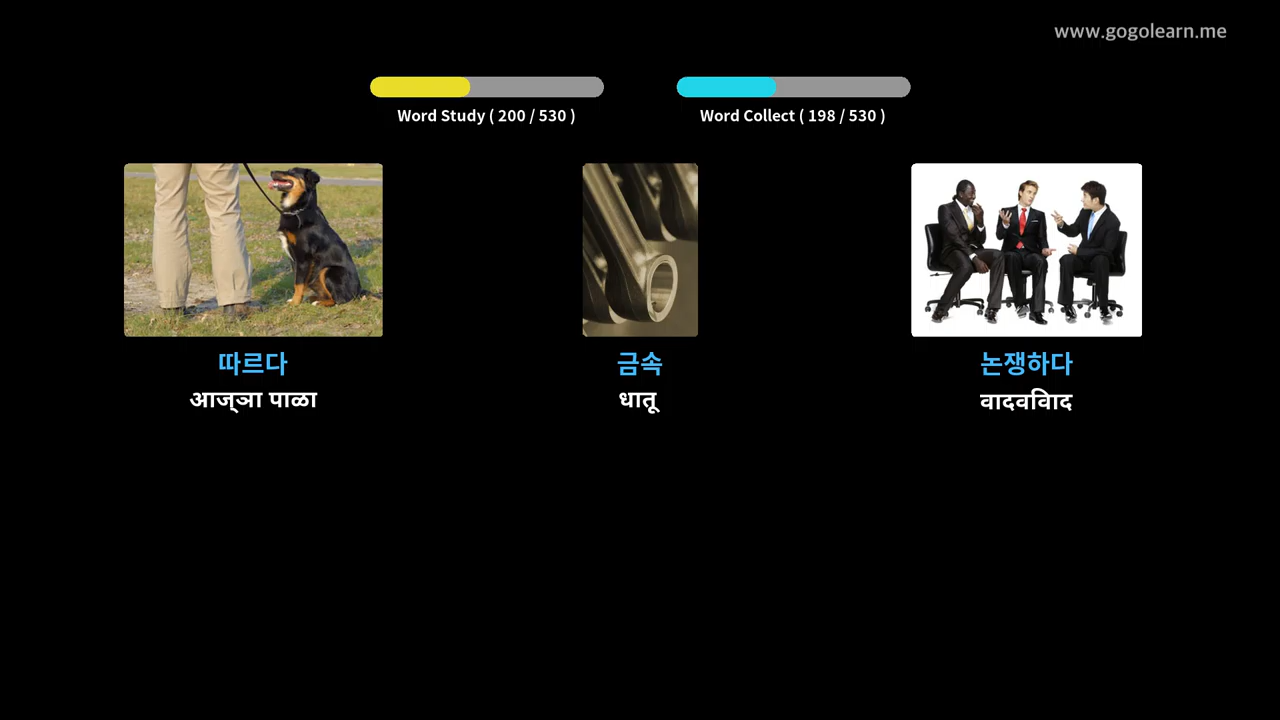 www.gogolearn.me
Word Study ( 200 / 530 )
Word Collect ( 198 / 530 )
따르다
금속
논쟁하다
आज्ञा पाळा
धातू
वादविवाद